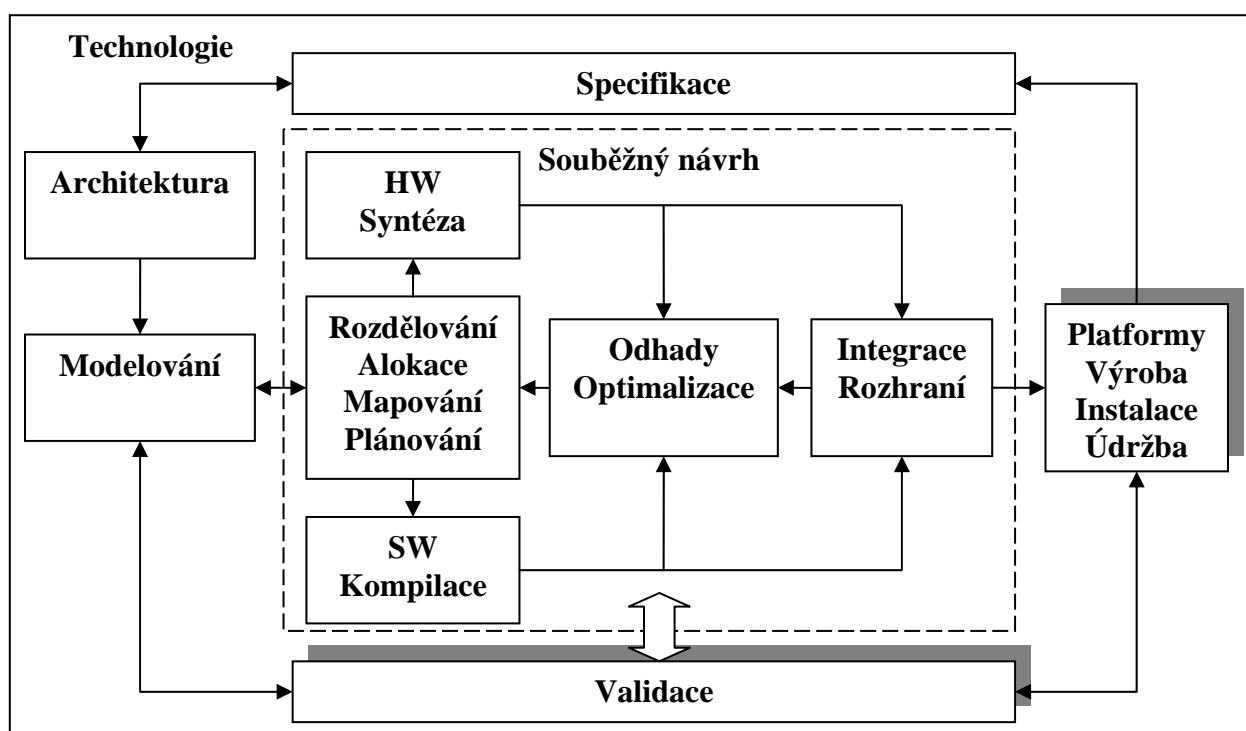 Technologie
Specifikace
Architektura
Souběžný návrh
HW
Syntéza
Modelování
Rozdělování
Alokace
Mapování
Plánování
Odhady
Optimalizace
Integrace
Rozhraní
Platformy
Výroba
Instalace
Údržba
SW
Kompilace
Validace